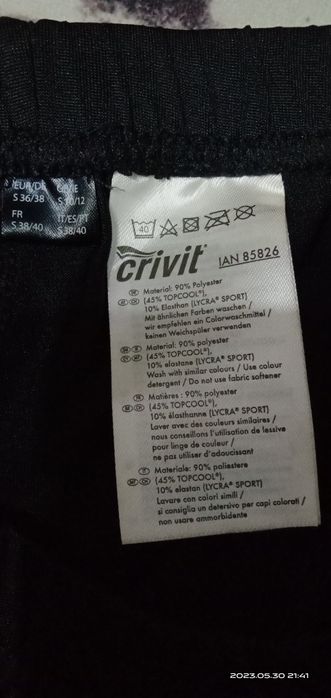 EUR/DE
S 36/38
GB/IE
S 10/12
FR
S 38/40
IT/ES/PT
S 38/40
40
crivit®
IAN 85826
Material: 90% Polyester
(45% TOPCOOL®),
10% Elasthan (LYCRA® SPORT)
Mit ähnlichen Farben waschen /
wir empfehlen ein Colorwaschmittel /
keinen Weichspüler verwenden
Material: 90% polyester
(45% TOPCOOL®),
10% elastane (LYCRA® SPORT)
Wash with similar colours / Use colour
detergent / Do not use fabric softener
Matières : 90% polyester
(45% TOPCOOL®),
10% élasthanne (LYCRA® SPORT)
Laver avec des couleurs similaires /
nous conseillons l'utilisation de lessive
pour linge de couleur /
ne pas utiliser d'adoucissant
Materiale: 90% poliestere
(45% TOPCOOL®),
10% elastan (LYCRA® SPORT)
Lavare con colori simili /
si consiglia un detersivo per capi colorati /
non usare ammorbidente
2023.05.30 21:41